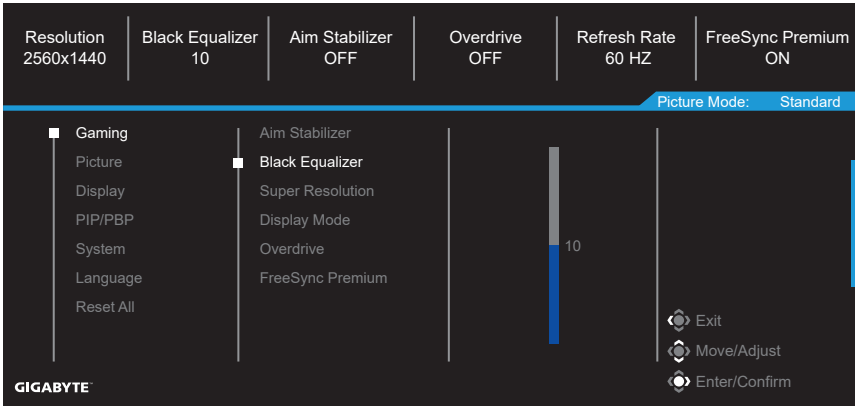 Resolution
2560x1440
Black Equalizer
10
Aim Stabilizer
OFF
Overdrive
OFF
Refresh Rate
60 HZ
FreeSync Premium
ON
Picture Mode: Standard
Gaming
Picture
Display
PIP/PBP
System
Language
Reset All
Aim Stabilizer
Black Equalizer
Super Resolution
Display Mode
Overdrive
FreeSync Premium
10
Exit
Move/Adjust
Enter/Confirm
GIGABYTE™